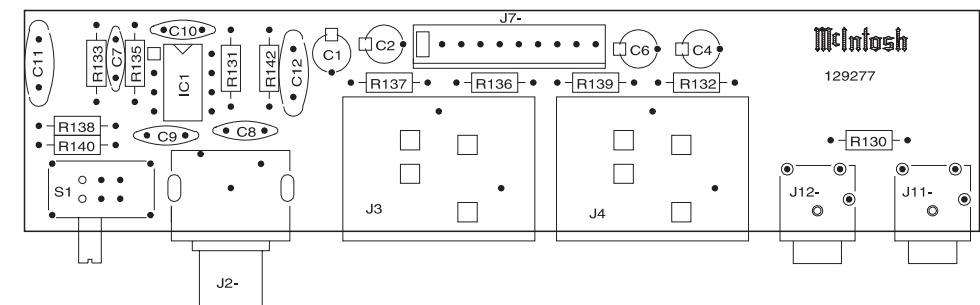 J7-
C10
C11
R133
C7
R135
IC1
R131
R142
C12
C1
C2
C6
C4
McIntosh
129277
R137
R136
R139
R132
R138
R140
C9
C8
R130
S1
J3
J4
J12-
J11-
J2-